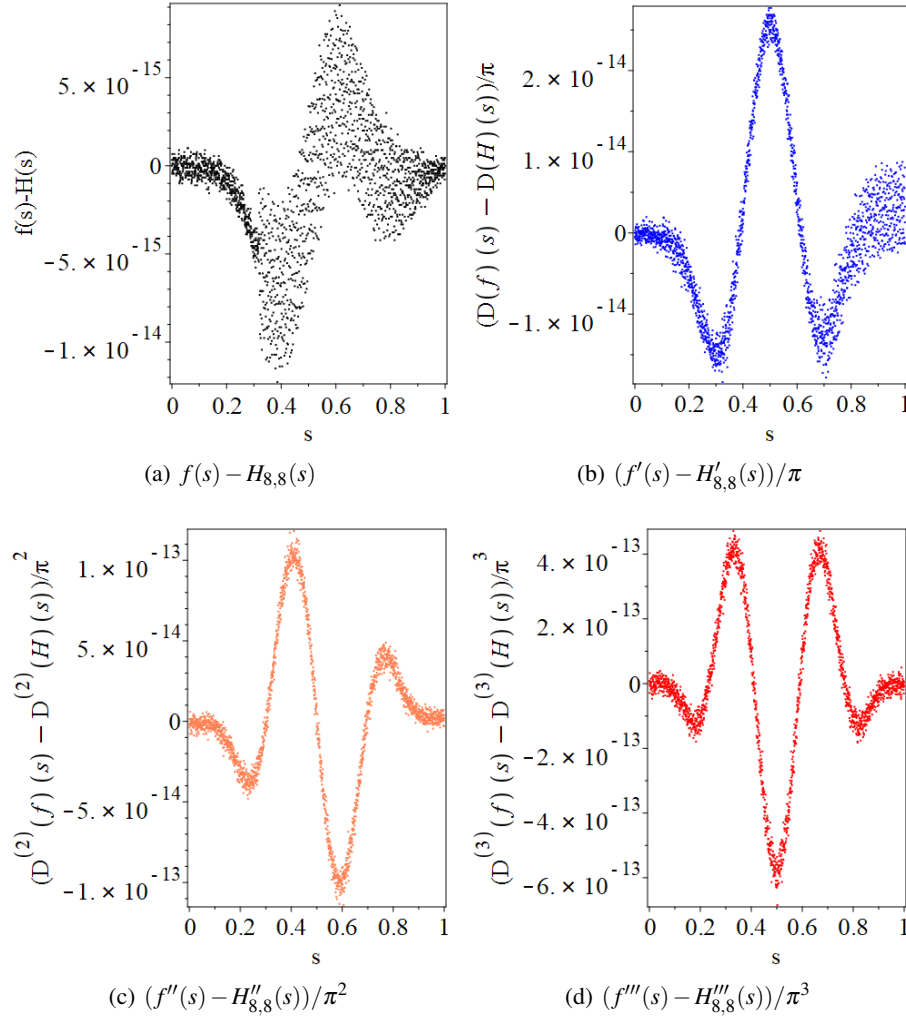 f(s)-H(s)
5. × 10 -15
0
-5. × 10 -15
-1. × 10 -14
0 0.2 0.4 0.6 0.8 1
s
(a) f(s) − H8,8(s)
(D(f)(s) − D(H)(s))/π
2. × 10 -14
1. × 10 -14
0
-1. × 10 -14
0 0.2 0.4 0.6 0.8 1
s
(b) (f′(s) − H′8,8(s))/π
(D(2)(f)(s) − D(2)(H)(s))/π2
1. × 10 -13
5. × 10 -14
0
-5. × 10 -14
-1. × 10 -13
0 0.2 0.4 0.6 0.8 1
s
(c) (f″(s) − H″8,8(s))/π2
(D(3)(f)(s) − D(3)(H)(s))/π3
4. × 10 -13
2. × 10 -13
0
-2. × 10 -13
-4. × 10 -13
-6. × 10 -13
0 0.2 0.4 0.6 0.8 1
s
(d) (f‴(s) − H‴8,8(s))/π3